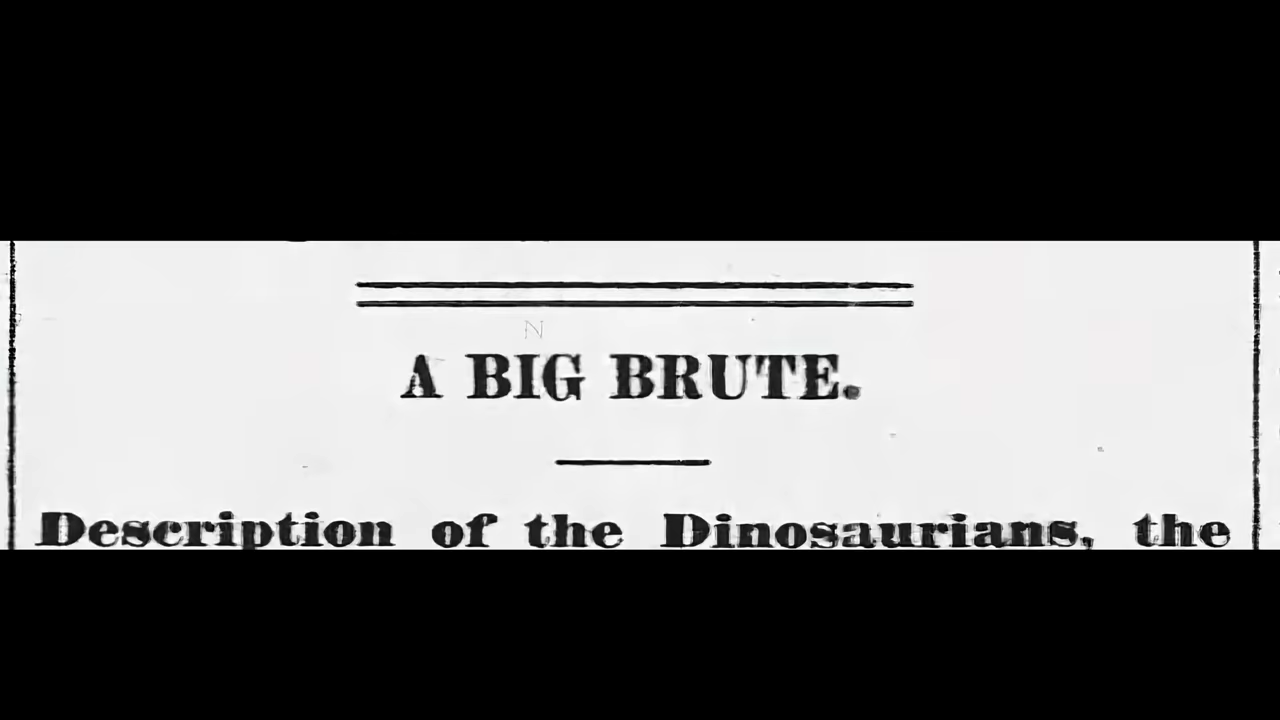 N
A BIG BRUTE.
Description of the Dinosaurians, the